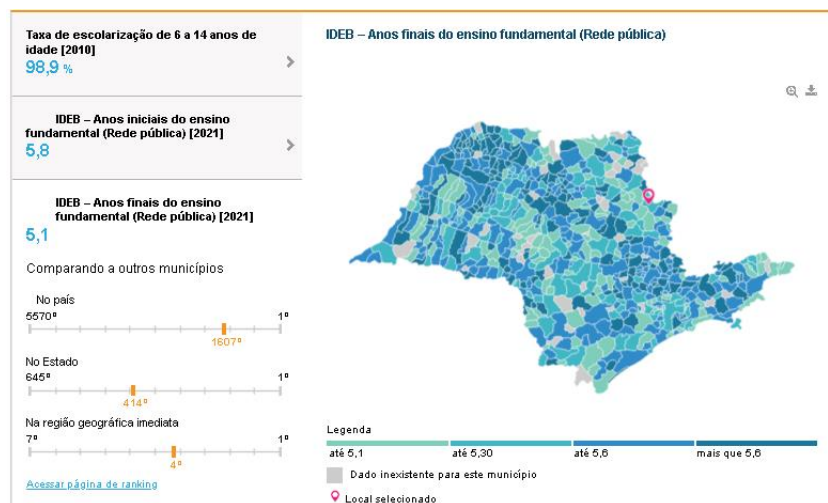 Taxa de escolarização de 6 a 14 anos de
idade [2010]
98,9 %
IDEB – Anos iniciais do ensino
fundamental (Rede pública) [2021]
5,8
IDEB – Anos finais do ensino
fundamental (Rede pública) [2021]
5,1
Comparando a outros municípios
No país
5570º 1º
1607º
No Estado
645º 1º
414º
Na região geográfica imediata
7º 1º
4º
Acessar página de ranking
IDEB – Anos finais do ensino fundamental (Rede pública)
Legenda
até 5,1 até 5,30 até 5,6 mais que 5,6
Dado inexistente para este município
Local selecionado